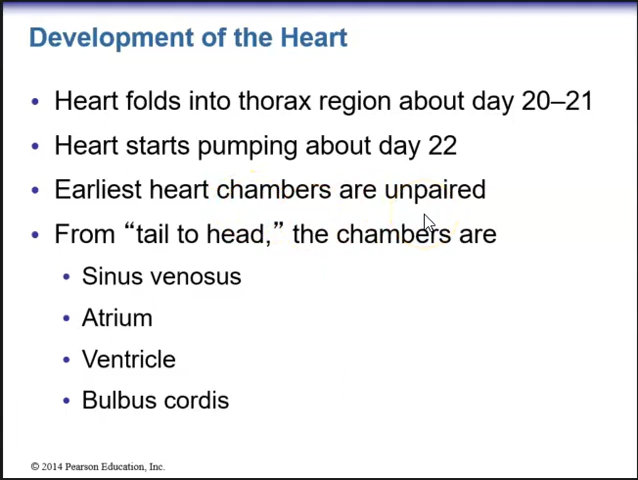 Development of the Heart
• Heart folds into thorax region about day 20–21
• Heart starts pumping about day 22
• Earliest heart chambers are unpaired
• From “tail to head,” the chambers are
• Sinus venosus
• Atrium
• Ventricle
• Bulbus cordis
© 2014 Pearson Education, Inc.